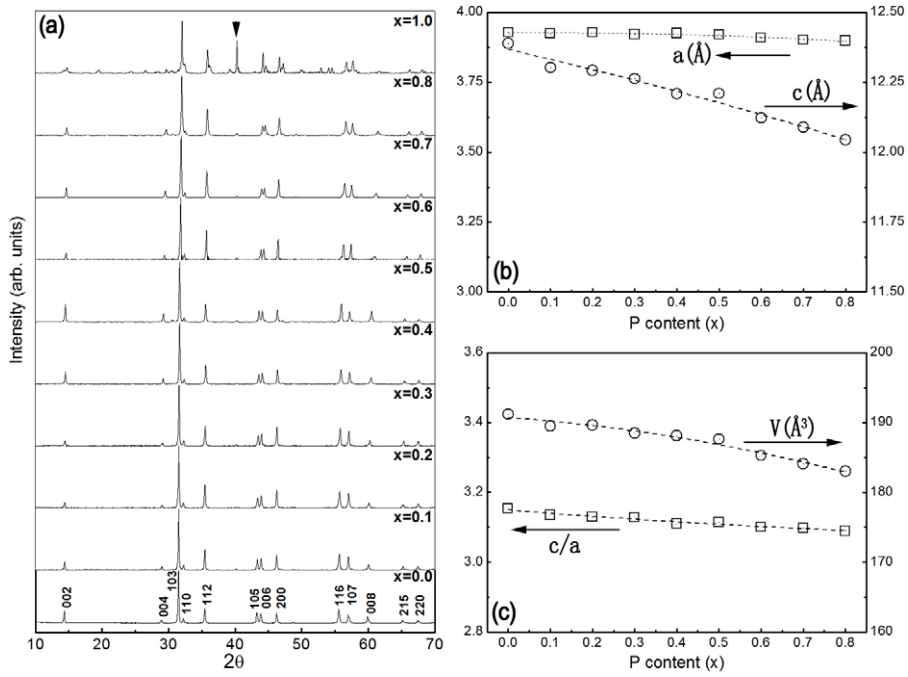 (a)
x=1.0
x=0.8
x=0.7
x=0.6
x=0.5
x=0.4
x=0.3
x=0.2
x=0.1
x=0.0
002
004
103
110
112
105
006
200
116
107
008
215
220
10 20 30 40 50 60 70
2θ
Intensity (arb. units)
4.00
3.75
3.50
3.25
3.00
12.50
12.25
12.00
11.75
11.50
a(Å)
c(Å)
(b)
0.0 0.1 0.2 0.3 0.4 0.5 0.6 0.7 0.8
P content (x)
3.6
3.4
3.2
3.0
2.8
200
190
180
170
160
V(Å³)
c/a
(c)
0.0 0.1 0.2 0.3 0.4 0.5 0.6 0.7 0.8
P content (x)